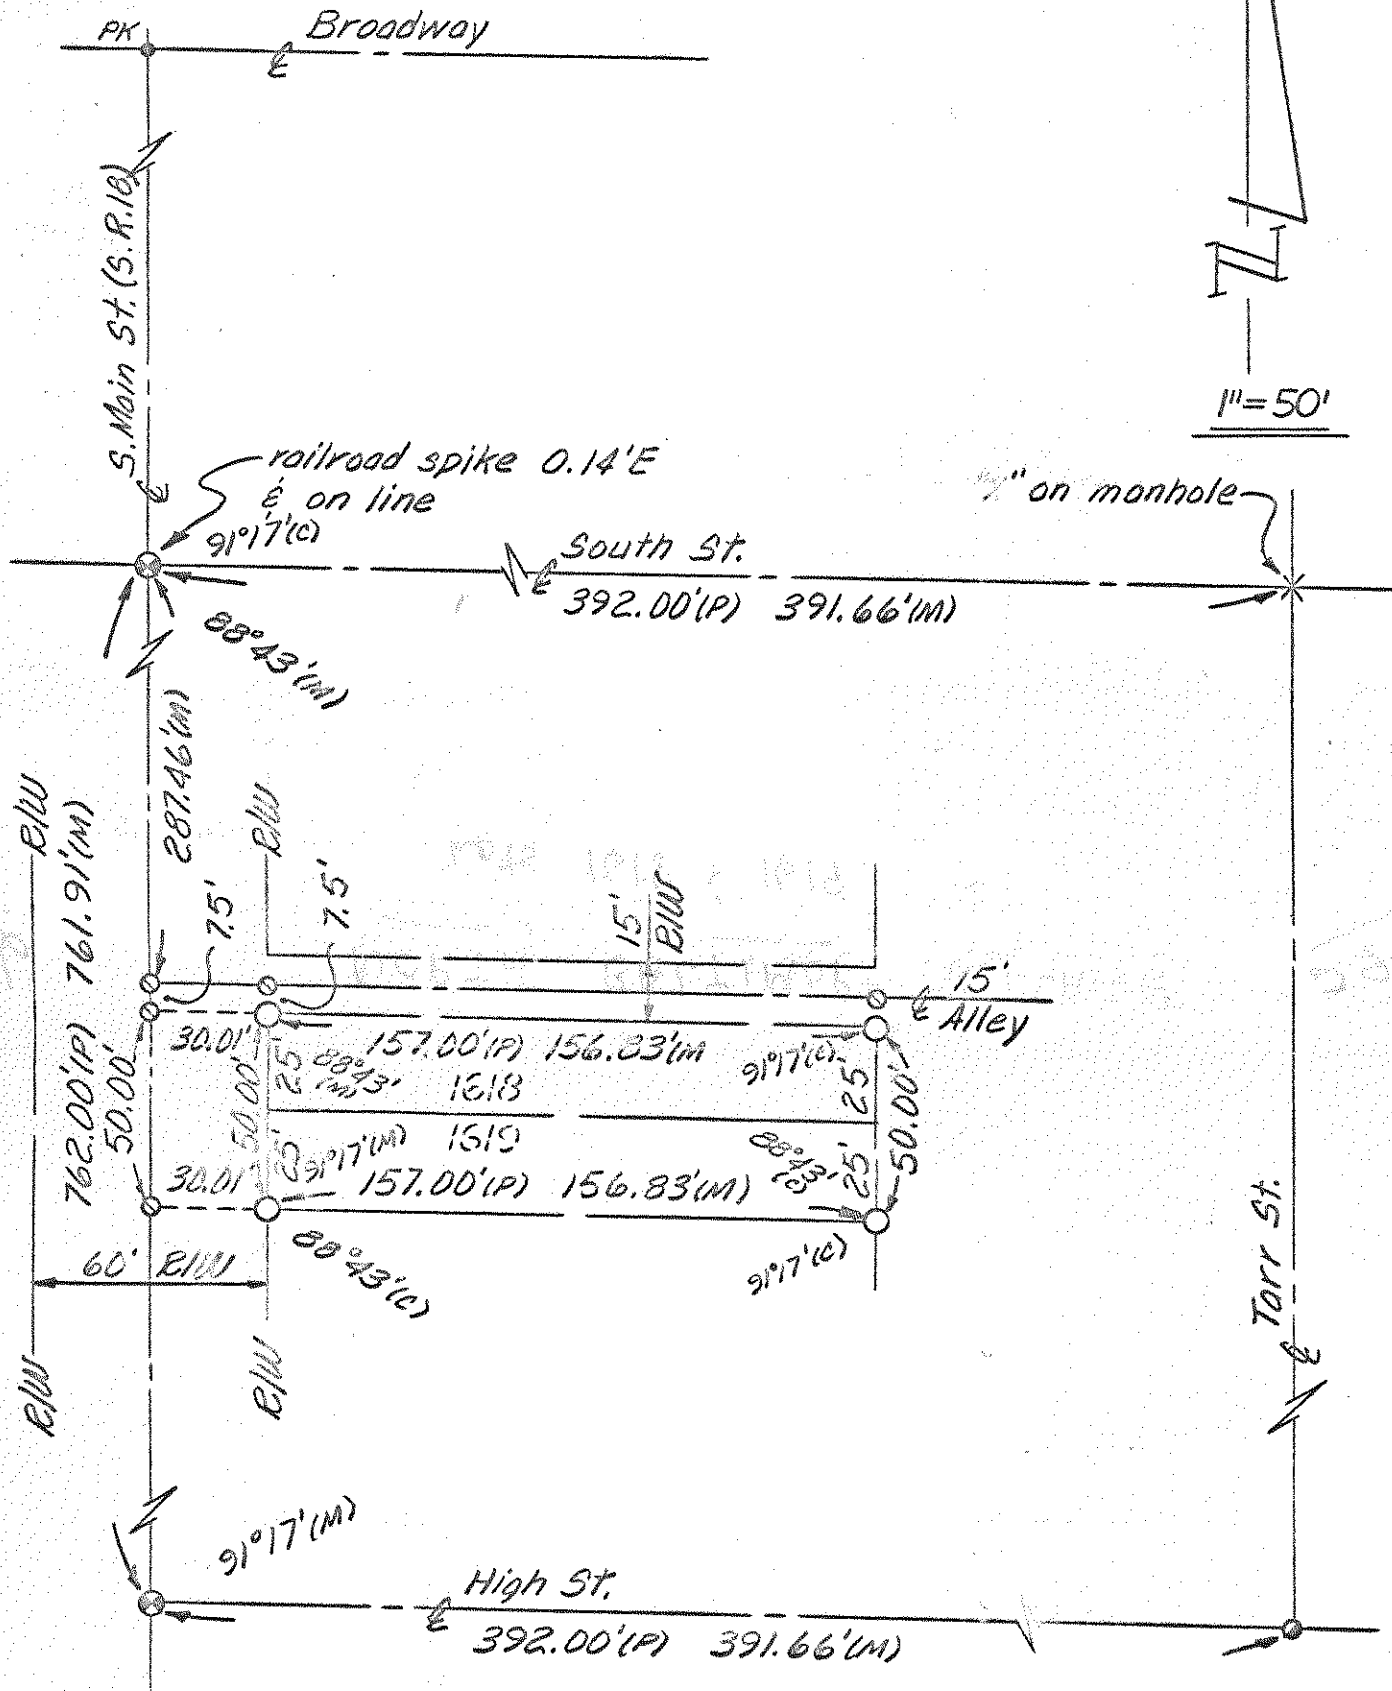 PK
Broadway
℄
S. Main St. (S.R.18)
℄
1"=50'
railroad spike 0.14'E
& on line
91°17'(C)
" on manhole
South St.
℄
392.00'(P) 391.66'(M)
88°43'(M)
287.46'(M)
R/W
R/W
762.00'(P) 761.91'(M)
7.5'
7.5'
15'
R/W
15'
℄
Alley
30.01'
157.00'(P) 156.83'(M
91°17'(C)
50.00'
50.00'
25'
88°43'
(M)
1618
25'
50.00'
1619
91°17'(M)
25'
88°43'
25'
30.01'
157.00'(P) 156.83'(M)
60' R/W
88°43'(C)
91°17'(C)
R/W
R/W
Tarr St.
℄
91°17'(M)
High St.
℄
392.00'(P) 391.66'(M)